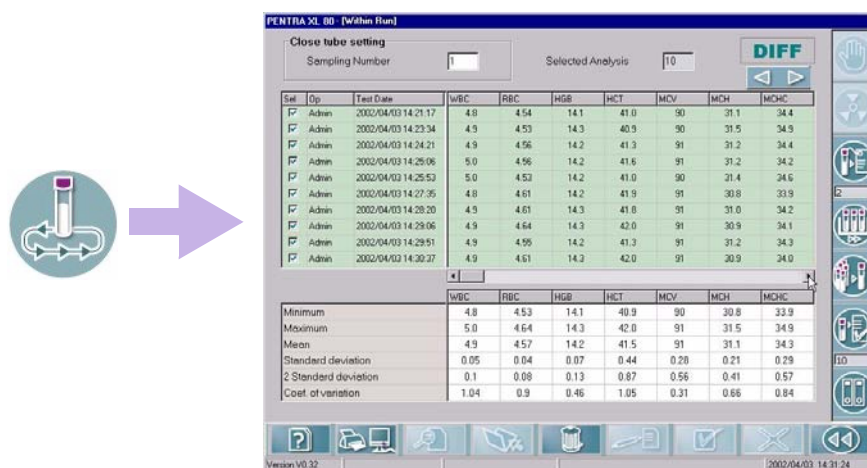 PENTRA XL 80 - [Within Run]
Close tube setting
Sampling Number 1 Selected Analysis 10 DIFF
Sel Op Test Date WBC RBC HGB HCT MCV MCH MCHC
Admin 2002/04/03 14:21:17 4.8 4.54 14.1 41.0 90 31.1 34.4
Admin 2002/04/03 14:23:34 4.9 4.53 14.3 40.9 90 31.5 34.9
Admin 2002/04/03 14:24:21 4.9 4.56 14.2 41.3 91 31.2 34.4
Admin 2002/04/03 14:25:06 5.0 4.56 14.2 41.6 91 31.2 34.2
Admin 2002/04/03 14:25:53 5.0 4.53 14.2 41.0 90 31.4 34.6
Admin 2002/04/03 14:27:35 4.8 4.61 14.2 41.9 91 30.8 33.9
Admin 2002/04/03 14:28:20 4.9 4.61 14.3 41.8 91 31.0 34.2
Admin 2002/04/03 14:29:06 4.9 4.64 14.3 42.0 91 30.9 34.1
Admin 2002/04/03 14:29:51 4.9 4.55 14.2 41.3 91 31.2 34.3
Admin 2002/04/03 14:30:37 4.9 4.61 14.3 42.0 91 30.9 34.0
WBC RBC HGB HCT MCV MCH MCHC
Minimum 4.8 4.53 14.1 40.9 90 30.8 33.9
Maximum 5.0 4.64 14.3 42.0 91 31.5 34.9
Mean 4.9 4.57 14.2 41.5 91 31.1 34.3
Standard deviation 0.05 0.04 0.07 0.44 0.28 0.21 0.29
2 Standard deviation 0.1 0.08 0.13 0.87 0.56 0.41 0.57
Coef. of variation 1.04 0.9 0.46 1.05 0.31 0.66 0.84
2
10
Version V0.32 2002/04/03 14:31:24